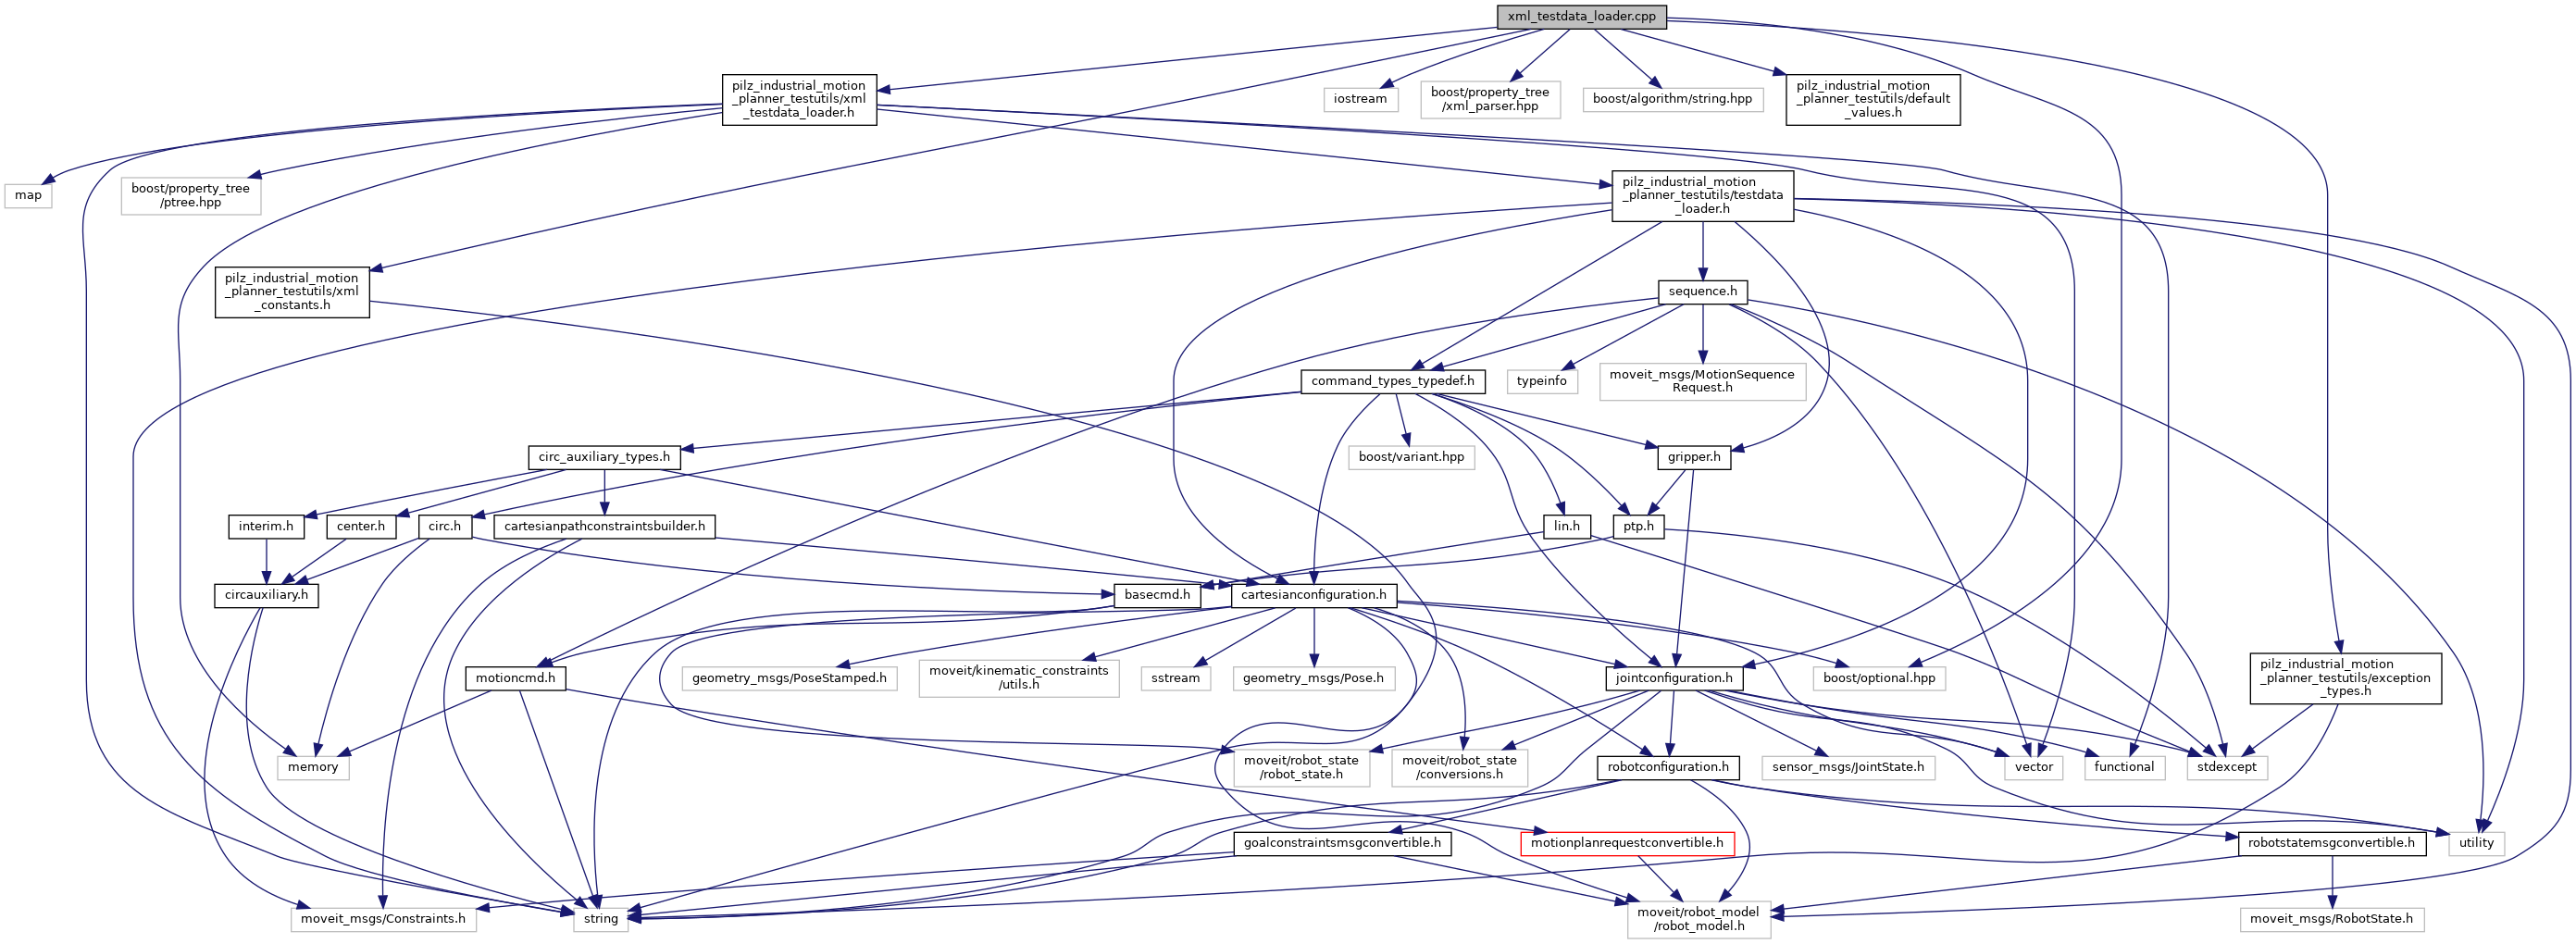 xml_testdata_loader.cpp
pilz_industrial_motion
_planner_testutils/xml
_testdata_loader.h
iostream
boost/property_tree
/xml_parser.hpp
boost/algorithm/string.hpp
pilz_industrial_motion
_planner_testutils/default
_values.h
map
boost/property_tree
/ptree.hpp
pilz_industrial_motion
_planner_testutils/testdata
_loader.h
pilz_industrial_motion
_planner_testutils/xml
_constants.h
sequence.h
command_types_typedef.h
typeinfo
moveit_msgs/MotionSequence
Request.h
circ_auxiliary_types.h
boost/variant.hpp
gripper.h
interim.h
center.h
circ.h
cartesianpathconstraintsbuilder.h
lin.h
ptp.h
circauxiliary.h
basecmd.h
cartesianconfiguration.h
motioncmd.h
geometry_msgs/PoseStamped.h
moveit/kinematic_constraints
/utils.h
sstream
geometry_msgs/Pose.h
jointconfiguration.h
boost/optional.hpp
pilz_industrial_motion
_planner_testutils/exception
_types.h
memory
moveit/robot_state
/robot_state.h
moveit/robot_state
/conversions.h
robotconfiguration.h
sensor_msgs/JointState.h
vector
functional
stdexcept
goalconstraintsmsgconvertible.h
motionplanrequestconvertible.h
robotstatemsgconvertible.h
utility
moveit_msgs/Constraints.h
string
moveit/robot_model
/robot_model.h
moveit_msgs/RobotState.h